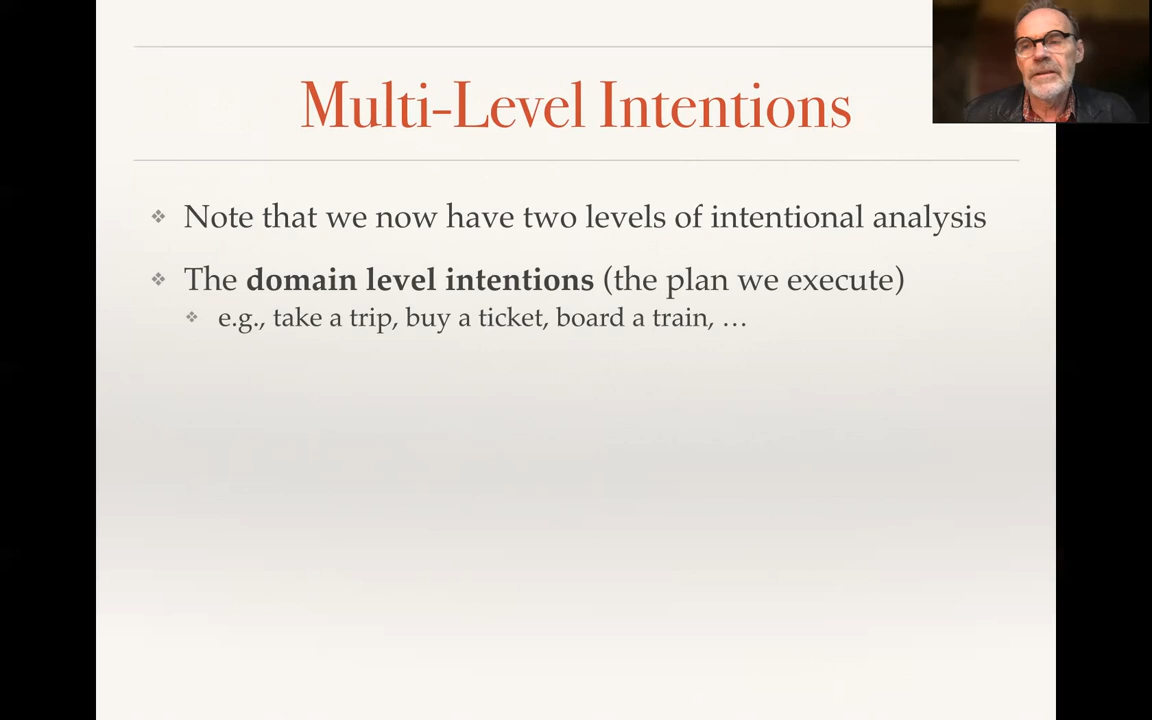 Multi-Level Intentions
Note that we now have two levels of intentional analysis
The domain level intentions (the plan we execute)
e.g., take a trip, buy a ticket, board a train, …